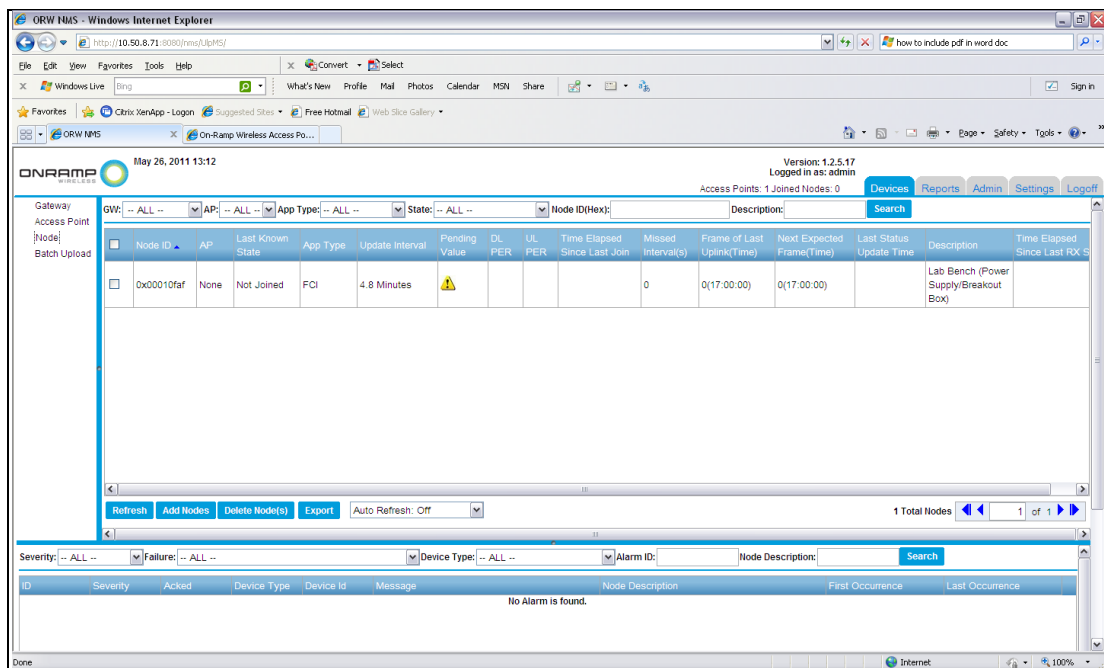 ORW NMS - Windows Internet Explorer
http://10.50.8.71:8080/nms/UlpMS/
how to include pdf in word doc
File Edit View Favorites Tools Help
x Convert Select
x Windows Live Bing What's New Profile Mail Photos Calendar MSN Share Sign in
Favorites Citrix XenApp - Logon Suggested Sites Free Hotmail Web Slice Gallery
ORW NMS x On-Ramp Wireless Access Po... Page Safety Tools »
ONRAMP
WIRELESS
May 26, 2011 13:12
Version: 1.2.5.17
Logged in as: admin
Access Points: 1 Joined Nodes: 0
Devices Reports Admin Settings Logoff
Gateway
Access Point
Node
Batch Upload
GW: -- ALL -- AP: -- ALL -- App Type: -- ALL -- State: -- ALL -- Node ID(Hex): Description: Search
Node ID AP Last Known State App Type Update Interval Pending Value DL PER UL PER Time Elapsed Since Last Join Missed Interval(s) Frame of Last Uplink(Time) Next Expected Frame(Time) Last Status Update Time Description Time Elapsed Since Last RX S
0x00010faf None Not Joined FCI 4.8 Minutes 0 0(17:00:00) 0(17:00:00) Lab Bench (Power Supply/Breakout Box)
Refresh Add Nodes Delete Node(s) Export Auto Refresh: Off 1 Total Nodes 1 of 1
Severity: -- ALL -- Failure: -- ALL -- Device Type: -- ALL -- Alarm ID: Node Description: Search
ID Severity Acked Device Type Device Id Message Node Description First Occurrence Last Occurrence
No Alarm is found.
Done Internet 100%